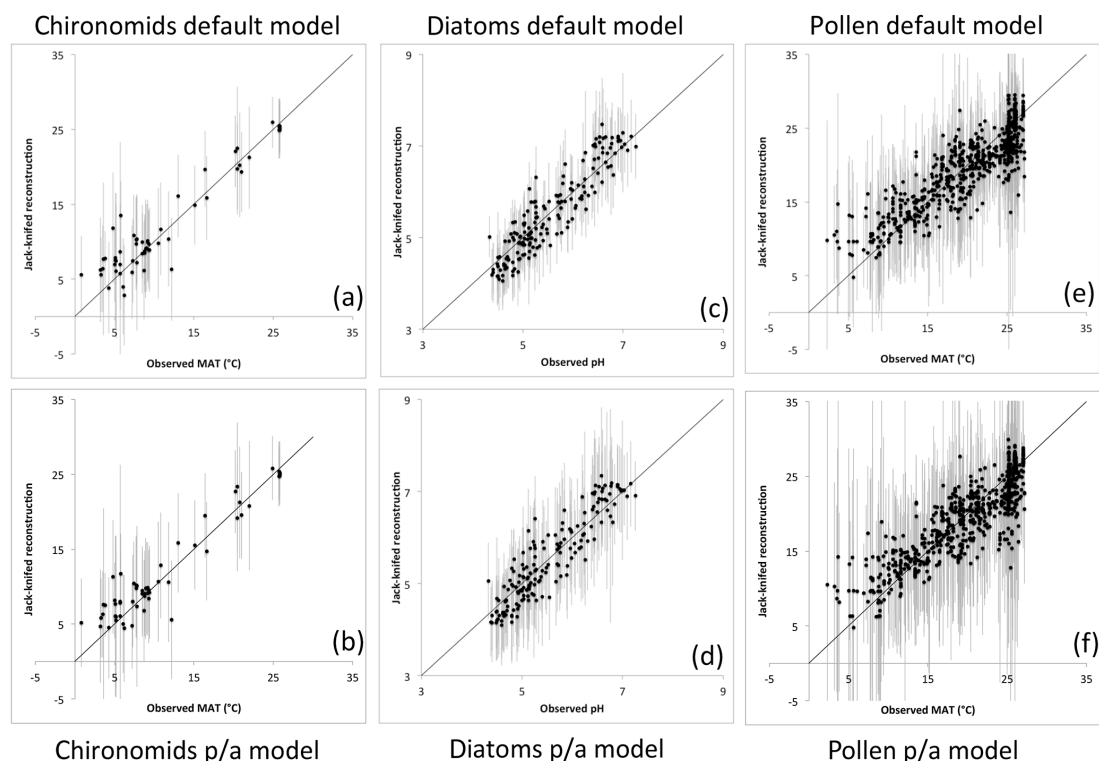 Chironomids default model
Diatoms default model
Pollen default model
35
25
15
5
-5
-5
5
15
25
35
Jack-knifed reconstruction
Observed MAT (°C)
(a)
9
7
5
3
3
5
7
9
Jack-knifed reconstruction
Observed pH
(c)
35
25
15
5
-5
-5
5
15
25
35
Jack-knifed reconstruction
Observed MAT (°C)
(e)
35
25
15
5
-5
-5
5
15
25
35
Jack-knifed reconstruction
Observed MAT (°C)
(b)
9
7
5
3
3
5
7
9
Jack-knifed reconstruction
Observed pH
(d)
35
25
15
5
-5
-5
5
15
25
35
Jack-knifed reconstruction
Observed MAT (°C)
(f)
Chironomids p/a model
Diatoms p/a model
Pollen p/a model